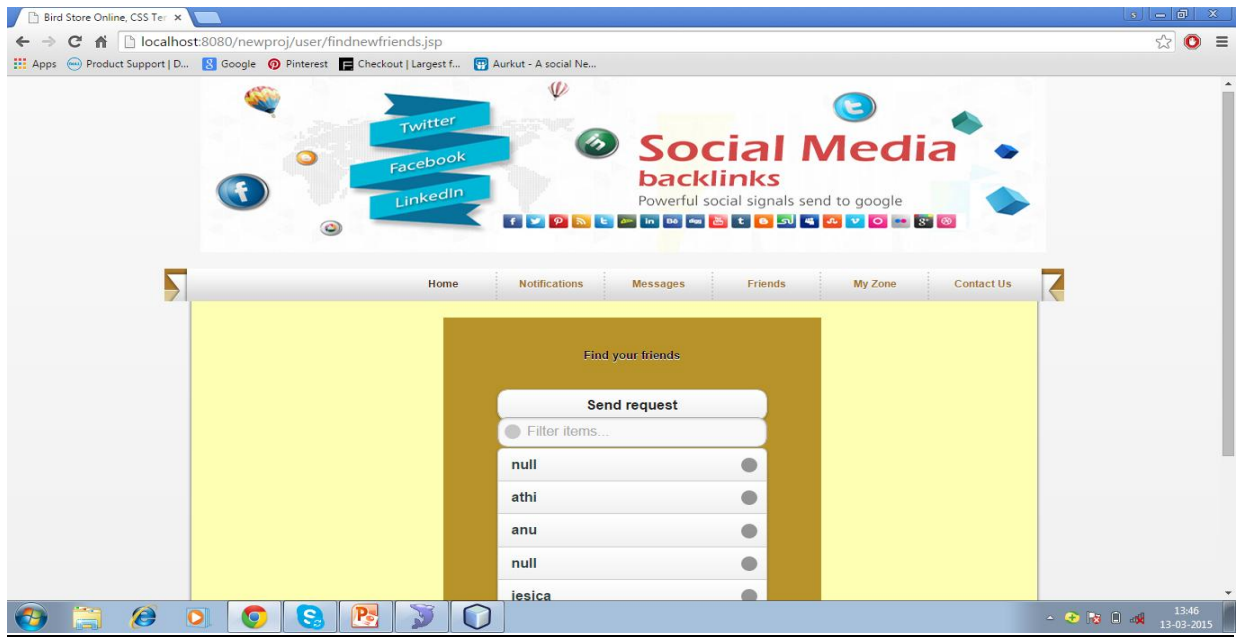 Bird Store Online, CSS Ter
localhost:8080/newproj/user/findnewfriends.jsp
Apps Product Support | D... Google Pinterest Checkout | Largest f... Aurkut - A social Ne...
Twitter
Facebook
LinkedIn
Social Media
backlinks
Powerful social signals send to google
Home Notifications Messages Friends My Zone Contact Us
Find your friends
Send request
Filter items...
null
athi
anu
null
jesica
13:46
13-03-2015